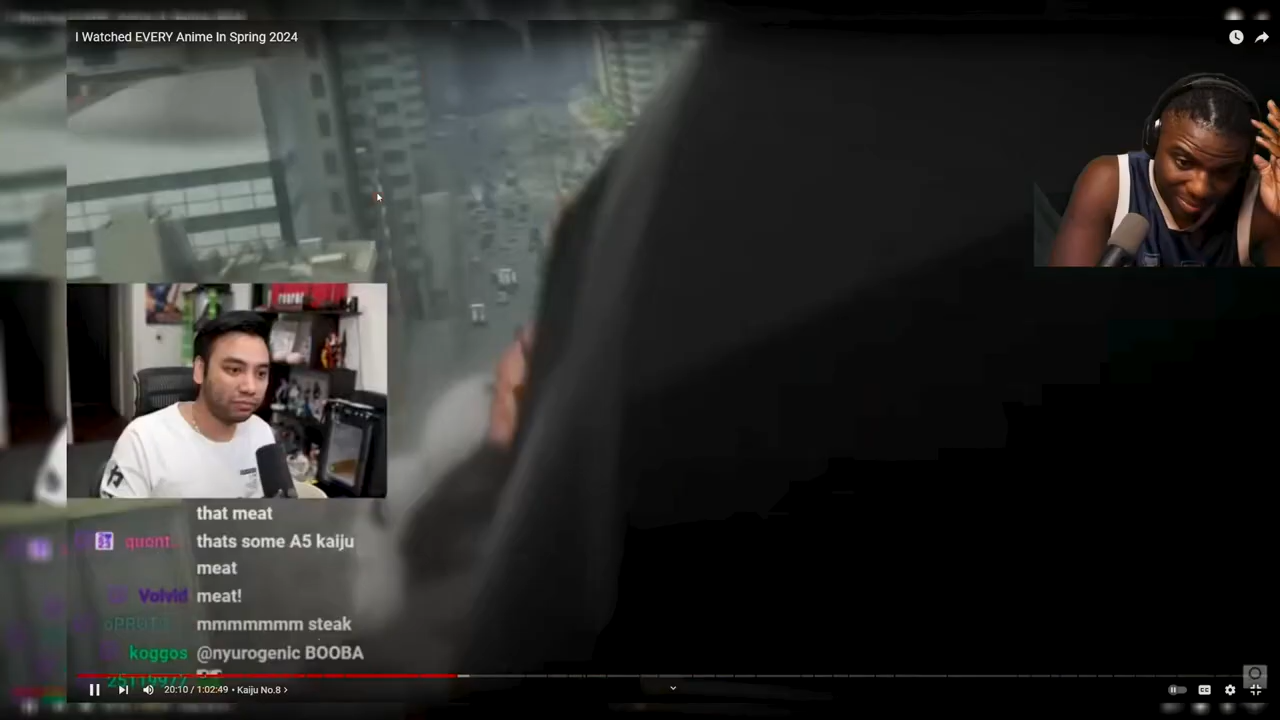 I Watched EVERY Anime In Spring 2024
that meat
quont... thats some A5 kaiju
meat
Volvid meat!
oPROT mmmmmmm steak
koggos @nyurogenic BOOBA
20:10 / 1:02:49 • Kaiju No.8 >